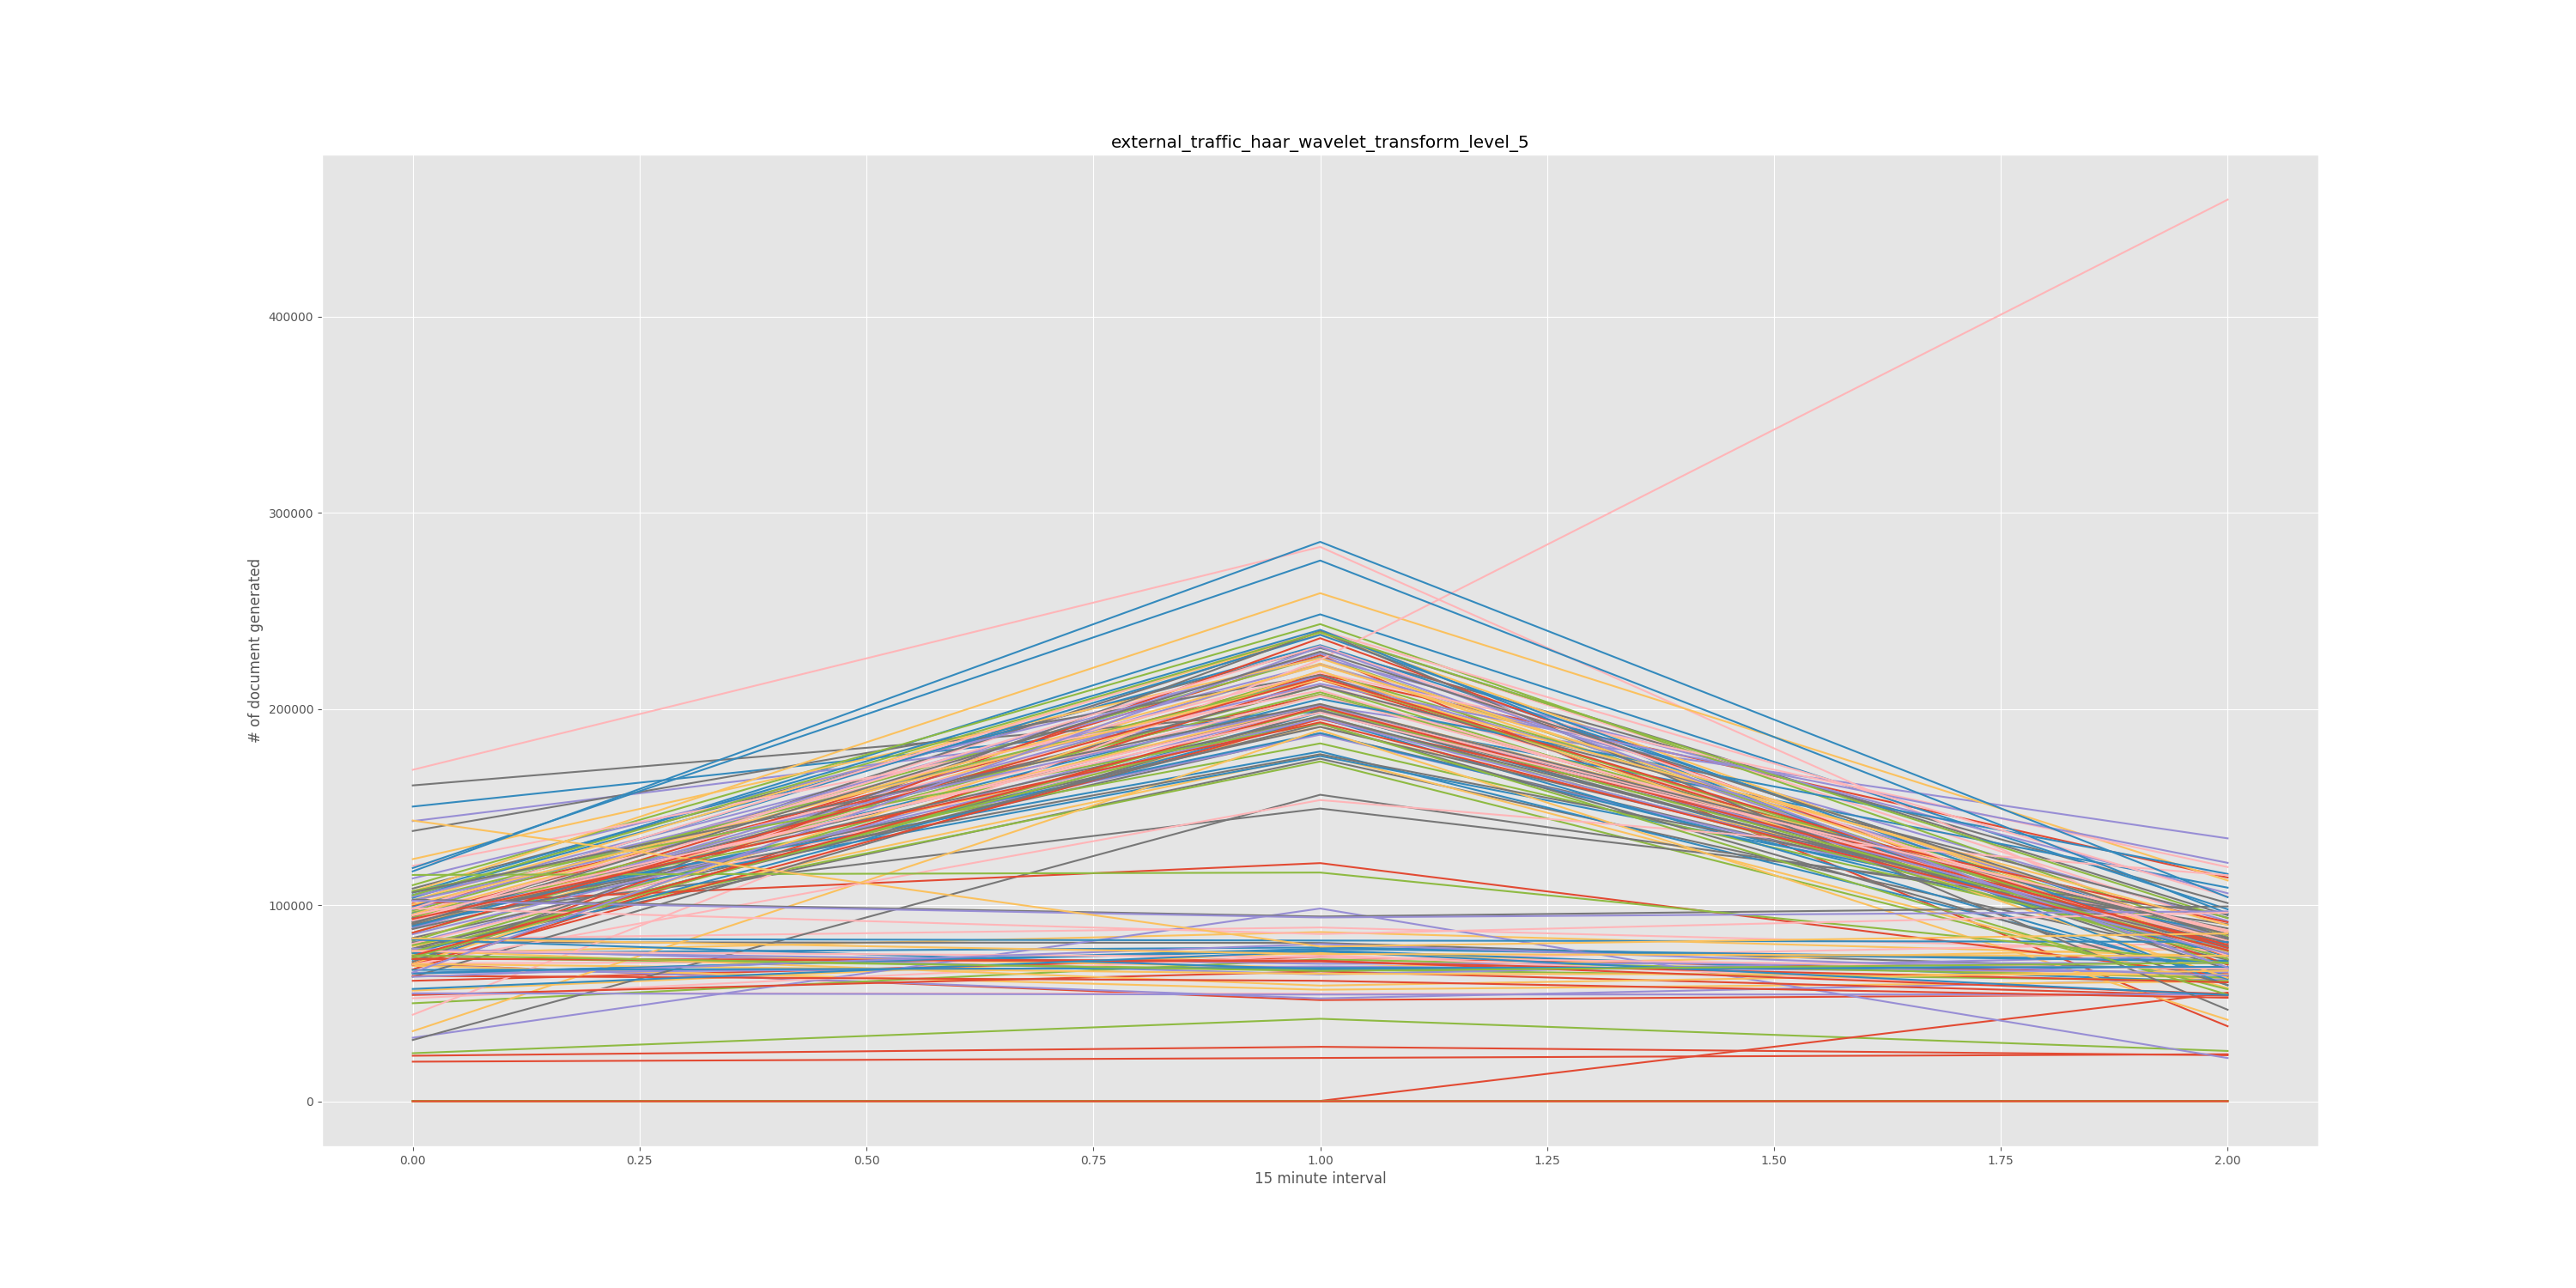 external_traffic_haar_wavelet_transform_level_5
# of document generated
400000
300000
200000
100000
0
0.00 0.25 0.50 0.75 1.00 1.25 1.50 1.75 2.00
15 minute interval